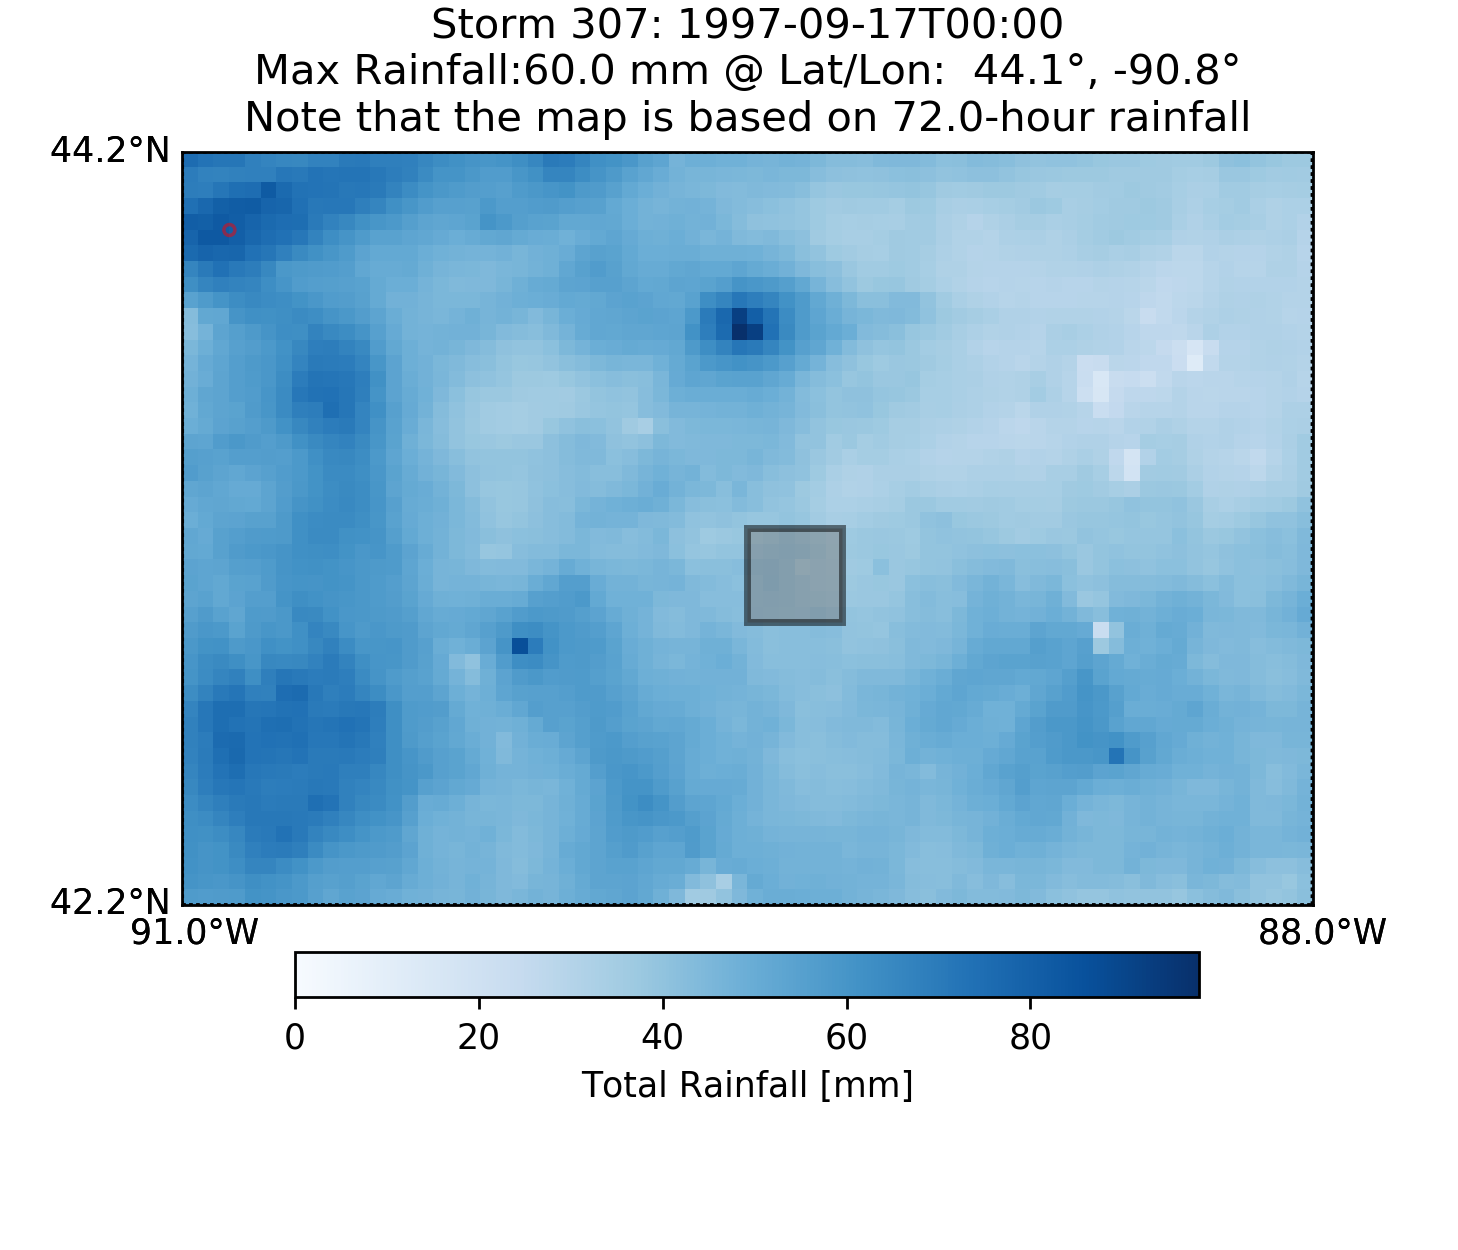 Storm 307: 1997-09-17T00:00
Max Rainfall:60.0 mm @ Lat/Lon:  44.1°, -90.8°
Note that the map is based on 72.0-hour rainfall
44.2°N
42.2°N
91.0°W
88.0°W
0
20
40
60
80
Total Rainfall [mm]